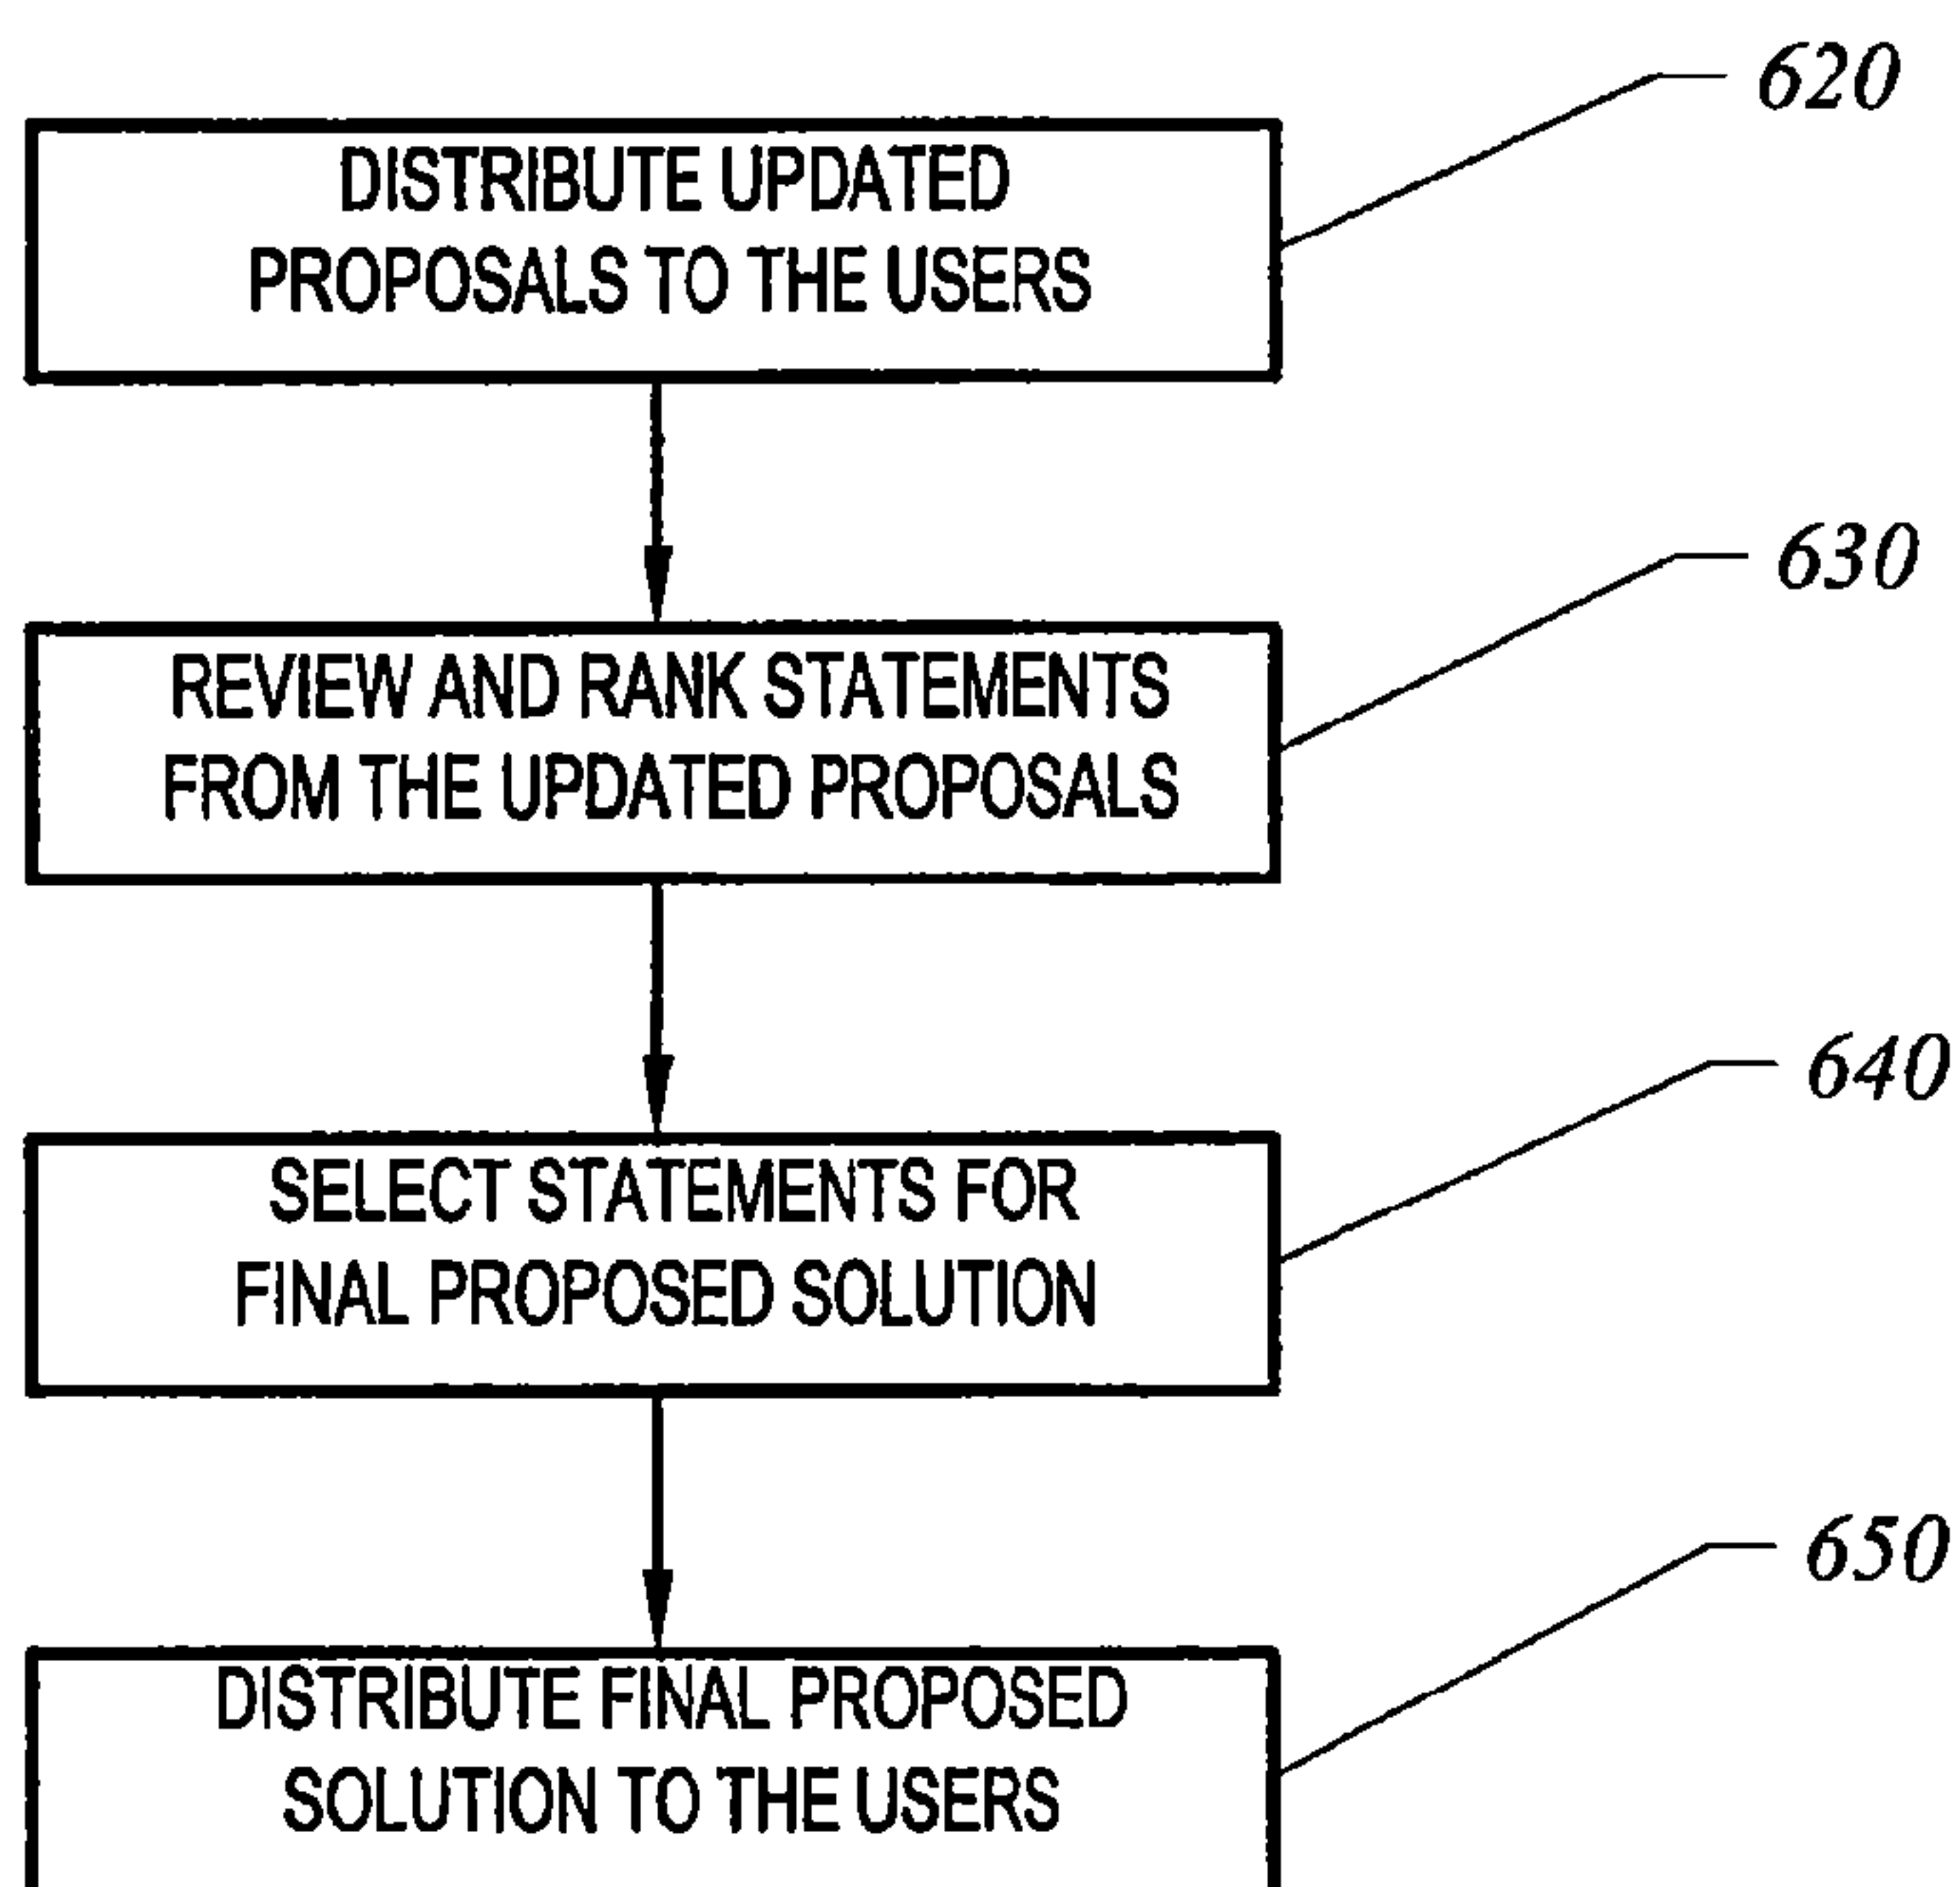 620
DISTRIBUTE UPDATED
PROPOSALS TO THE USERS
630
REVIEW AND RANK STATEMENTS
FROM THE UPDATED PROPOSALS
640
SELECT STATEMENTS FOR
FINAL PROPOSED SOLUTION
650
DISTRIBUTE FINAL PROPOSED
SOLUTION TO THE USERS